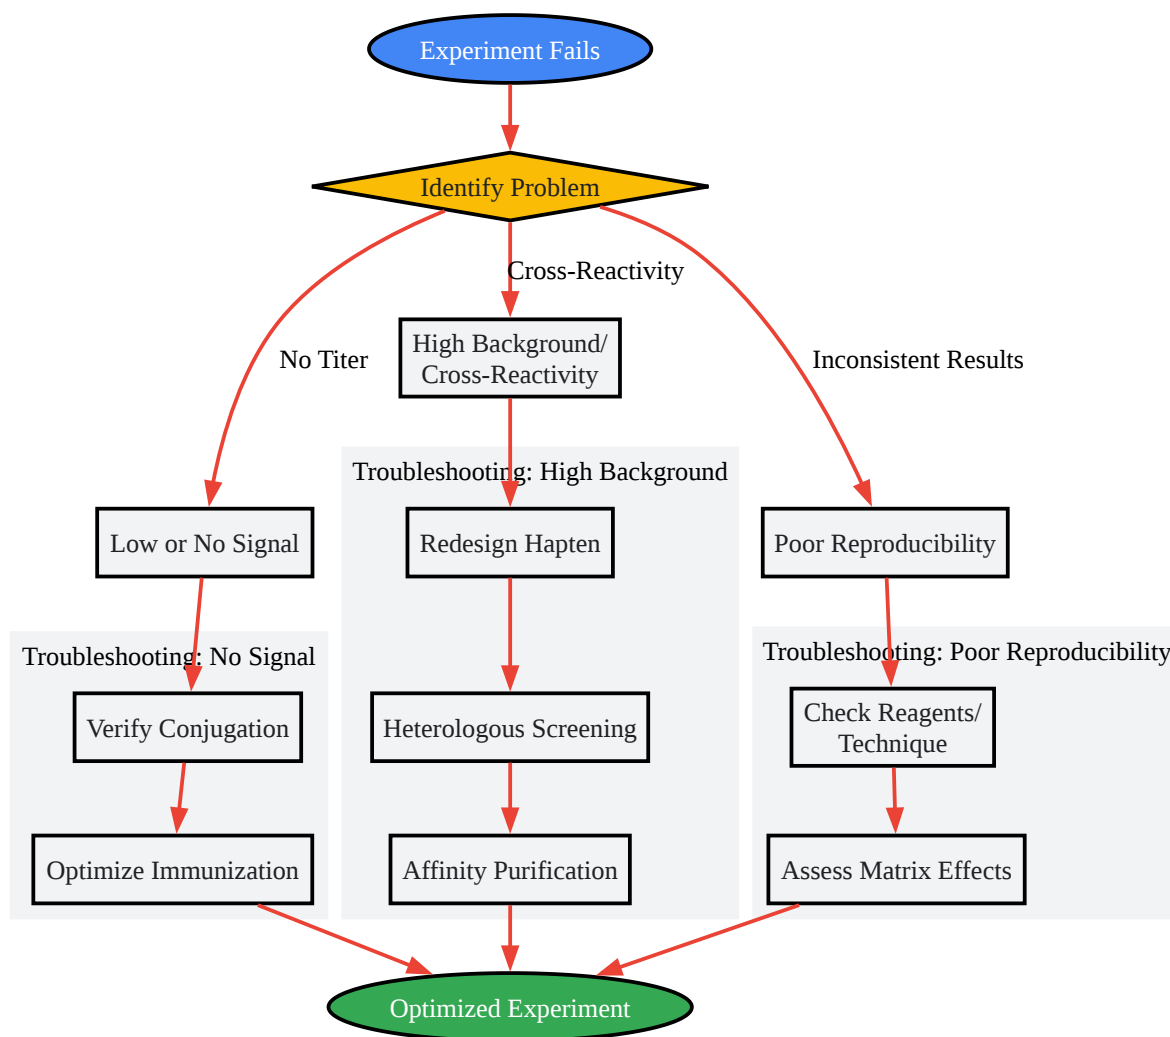 Experiment Fails
Identify Problem
Cross-Reactivity
No Titer
High Background/
Cross-Reactivity
Inconsistent Results
Troubleshooting: High Background
Low or No Signal
Redesign Hapten
Poor Reproducibility
Troubleshooting: No Signal
Troubleshooting: Poor Reproducibility
Verify Conjugation
Heterologous Screening
Check Reagents/
Technique
Optimize Immunization
Affinity Purification
Assess Matrix Effects
Optimized Experiment